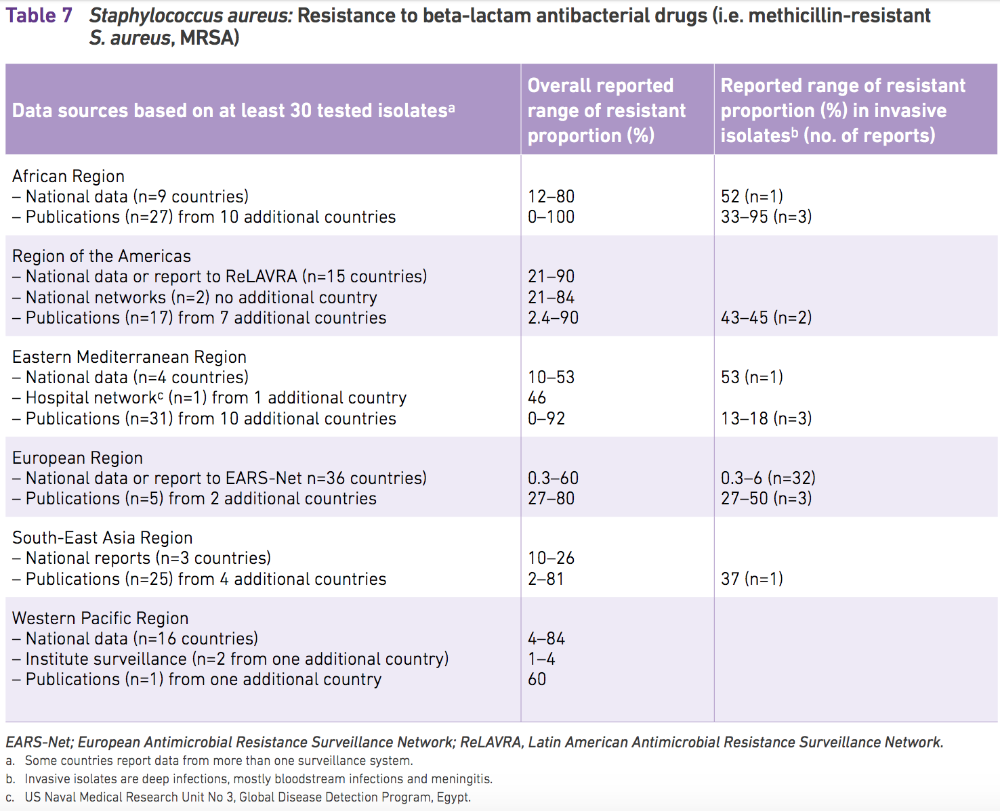 Table 7 Staphylococcus aureus: Resistance to beta-lactam antibacterial drugs (i.e. methicillin-resistant
S. aureus, MRSA)
Data sources based on at least 30 tested isolatesᵃ
Overall reported
range of resistant
proportion (%)
Reported range of resistant
proportion (%) in invasive
isolatesᵇ (no. of reports)
African Region
– National data (n=9 countries) 12–80 52 (n=1)
– Publications (n=27) from 10 additional countries 0–100 33–95 (n=3)
Region of the Americas
– National data or report to ReLAVRA (n=15 countries) 21–90
– National networks (n=2) no additional country 21–84
– Publications (n=17) from 7 additional countries 2.4–90 43–45 (n=2)
Eastern Mediterranean Region
– National data (n=4 countries) 10–53 53 (n=1)
– Hospital networkᶜ (n=1) from 1 additional country 46
– Publications (n=31) from 10 additional countries 0–92 13–18 (n=3)
European Region
– National data or report to EARS-Net n=36 countries) 0.3–60 0.3–6 (n=32)
– Publications (n=5) from 2 additional countries 27–80 27–50 (n=3)
South-East Asia Region
– National reports (n=3 countries) 10–26
– Publications (n=25) from 4 additional countries 2–81 37 (n=1)
Western Pacific Region
– National data (n=16 countries) 4–84
– Institute surveillance (n=2 from one additional country) 1–4
– Publications (n=1) from one additional country 60
EARS-Net; European Antimicrobial Resistance Surveillance Network; ReLAVRA, Latin American Antimicrobial Resistance Surveillance Network.
a. Some countries report data from more than one surveillance system.
b. Invasive isolates are deep infections, mostly bloodstream infections and meningitis.
c. US Naval Medical Research Unit No 3, Global Disease Detection Program, Egypt.